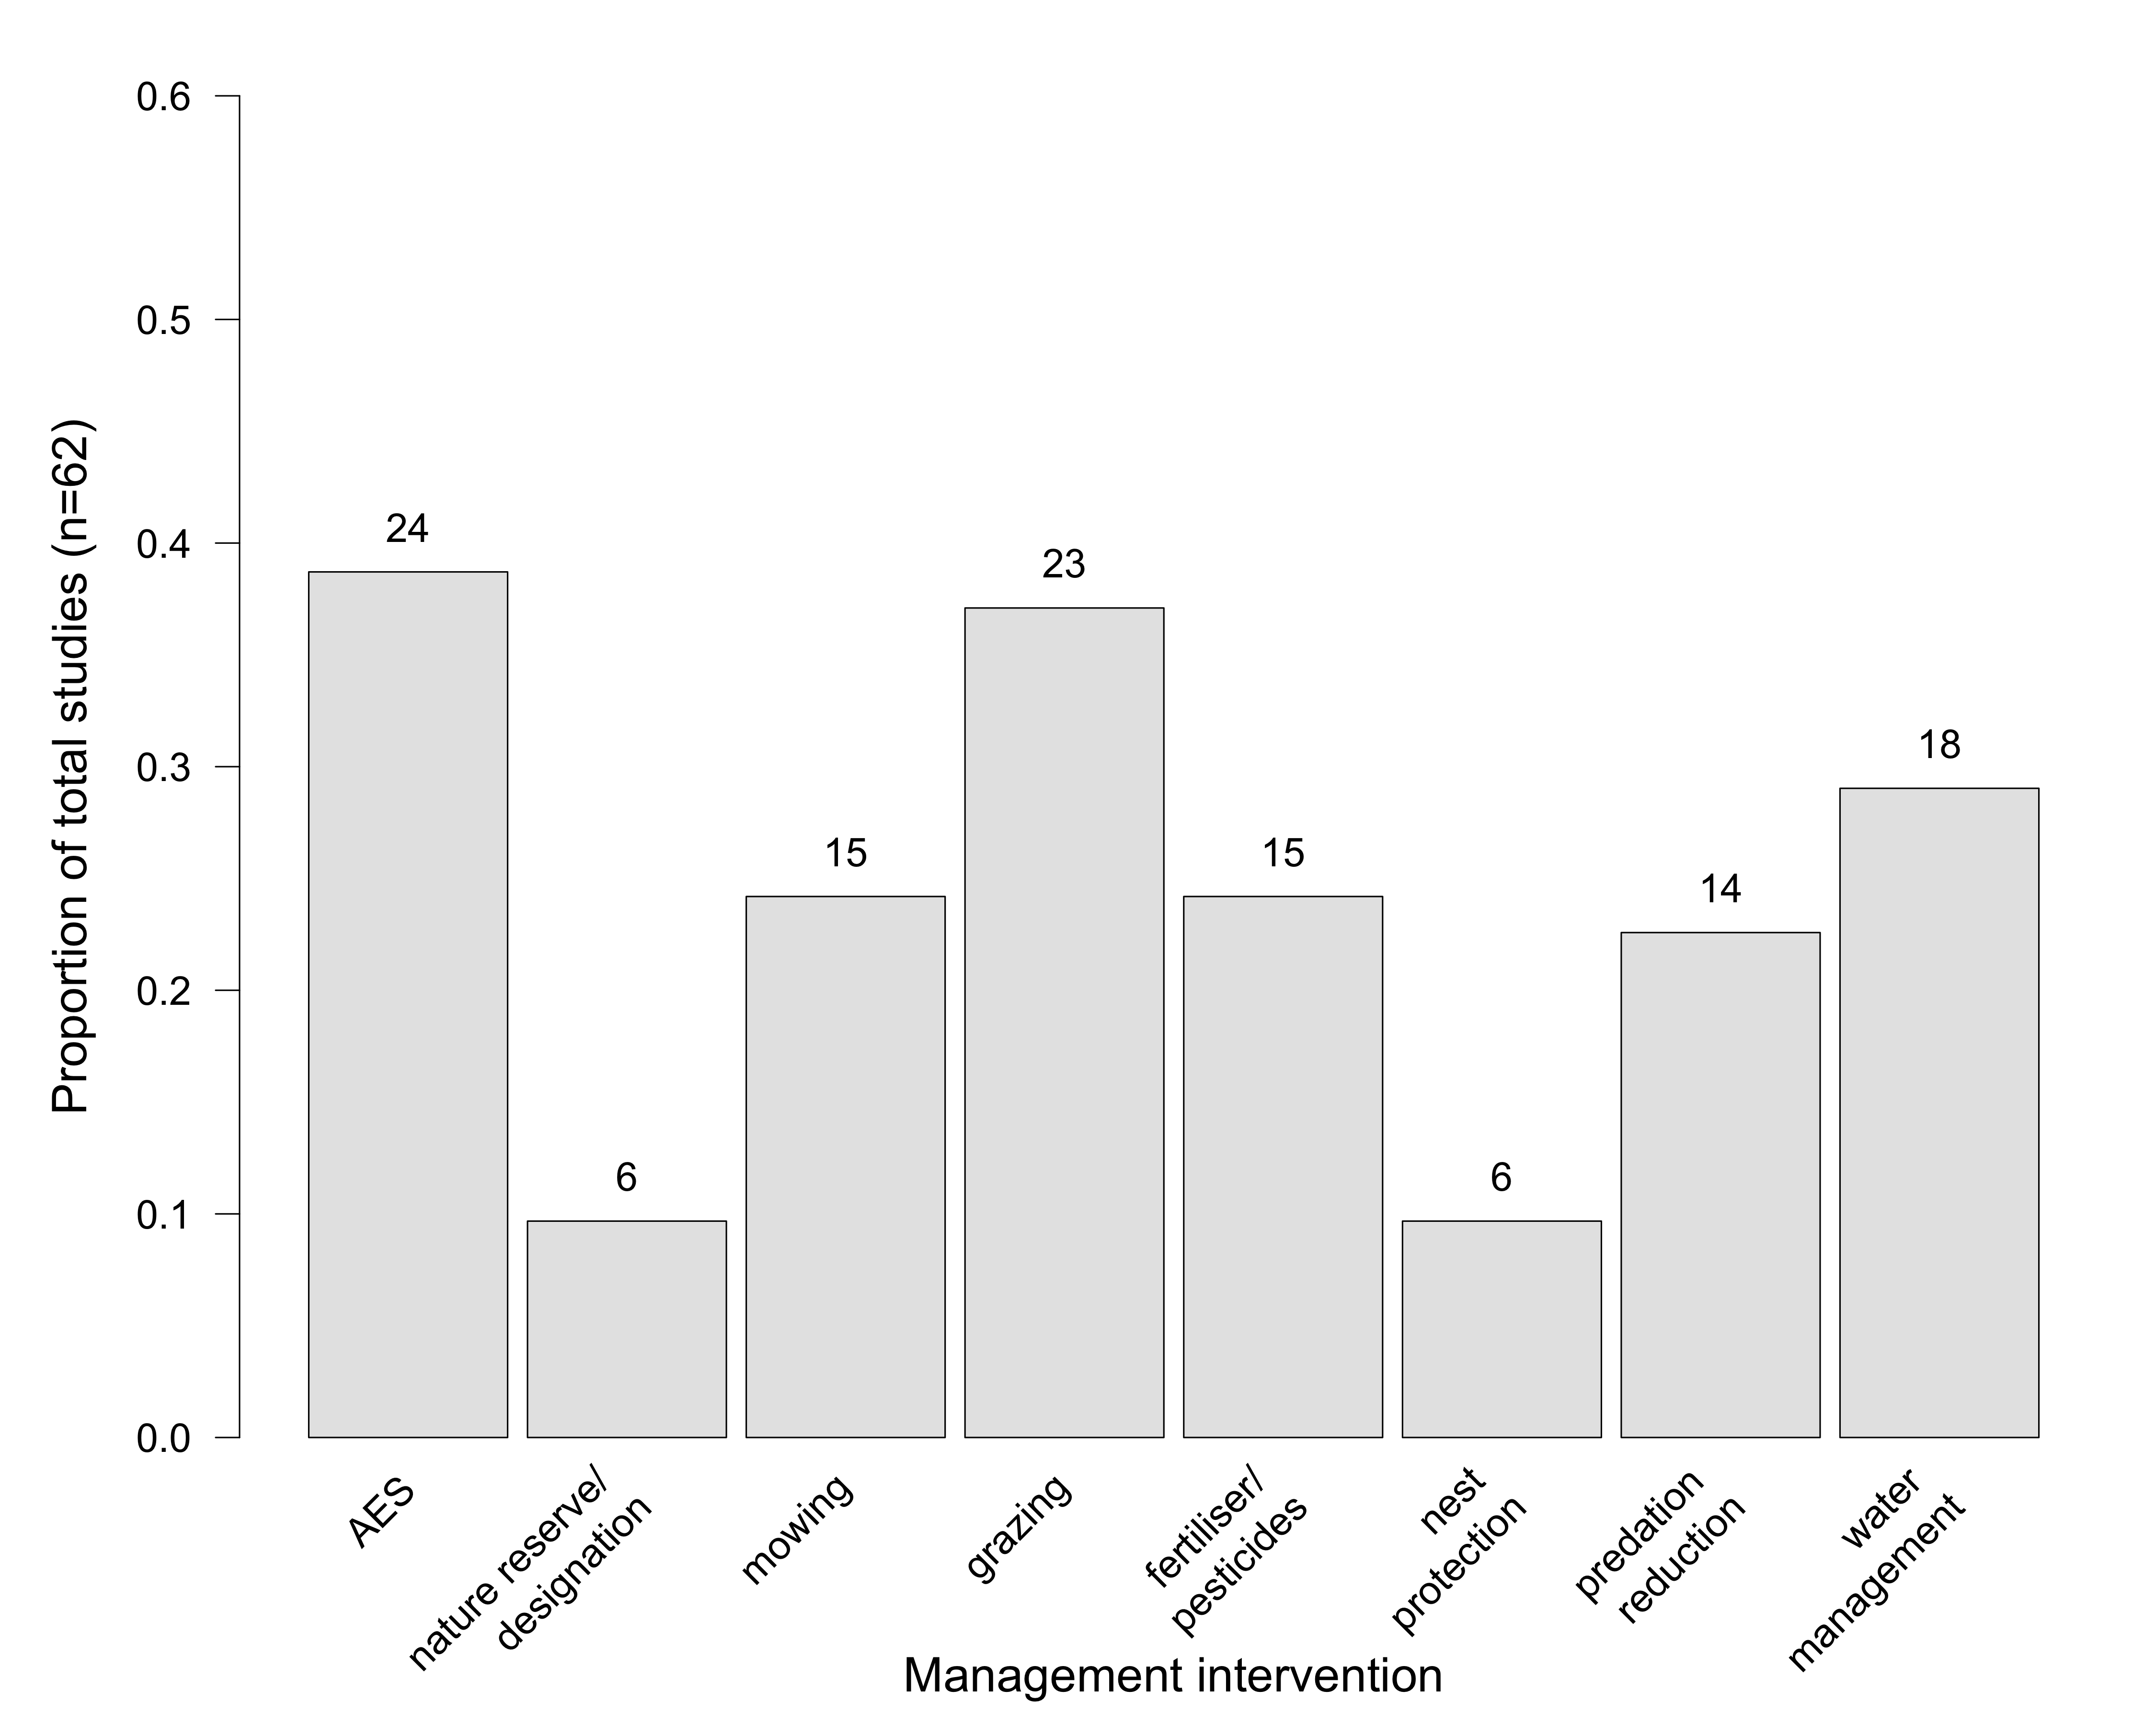 Proportion of total studies (n=62)
0.6
0.5
0.4
0.3
0.2
0.1
0.0
24
6
15
23
15
6
14
18
AES
nature reserve/
designation
mowing
grazing
fertiliser/
pesticides
nest
protection
predation
reduction
water
management
Management intervention